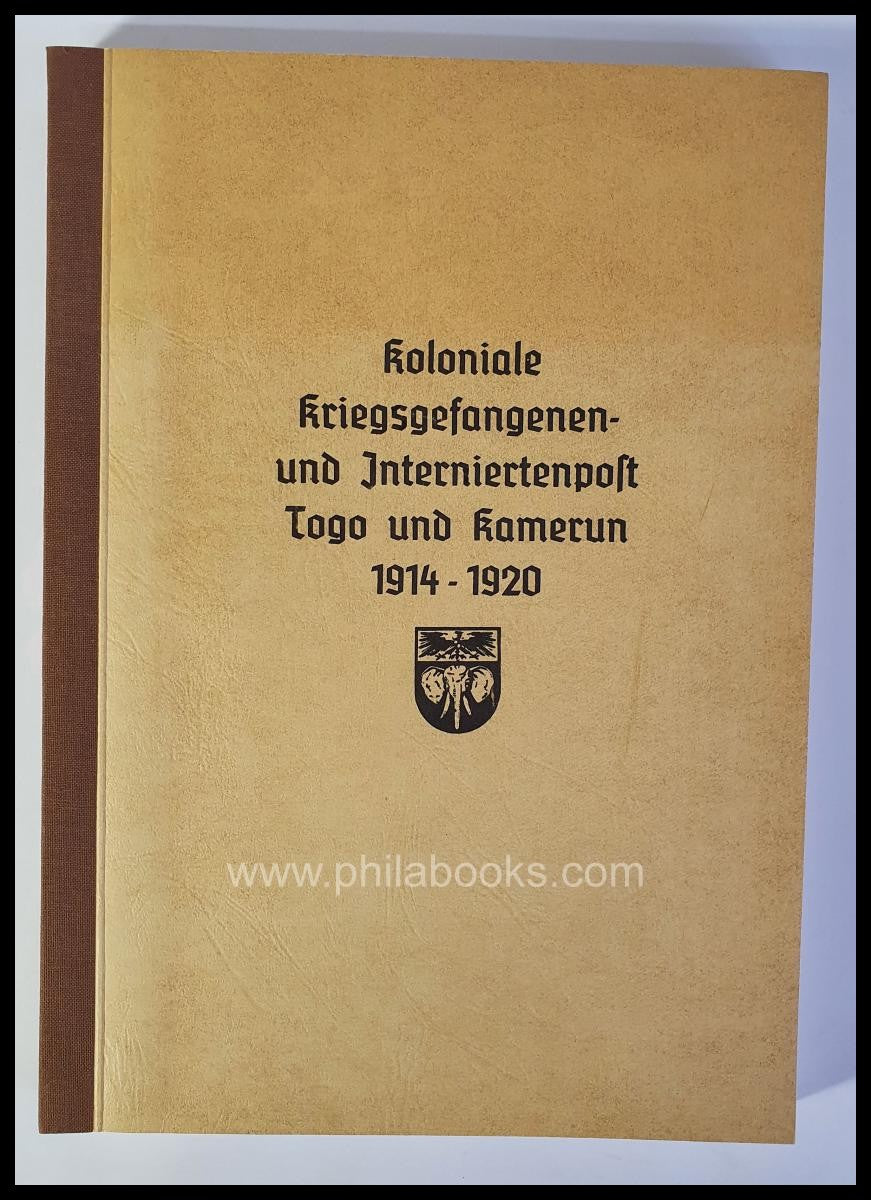 Koloniale
Kriegsgefangenen-
und Interniertenpoſt
Togo und Kamerun
1914 - 1920
www.philabooks.com